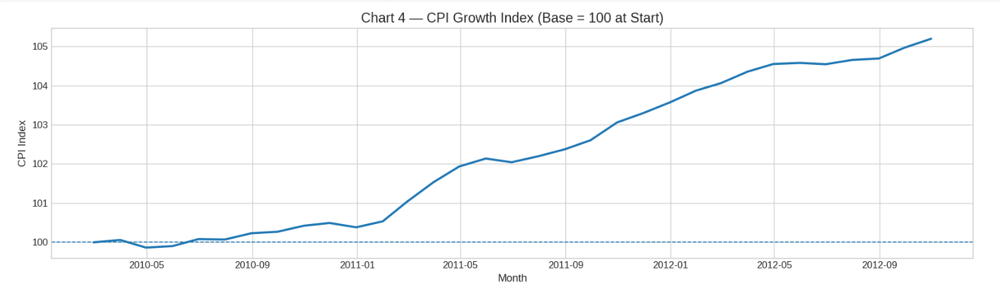 Chart 4 — CPI Growth Index (Base = 100 at Start)
105
104
103
102
101
100
CPI Index
2010-05 2010-09 2011-01 2011-05 2011-09 2012-01 2012-05 2012-09
Month